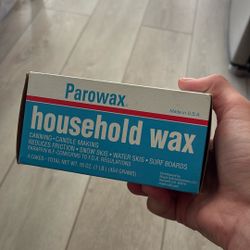 Parowax®
Made in U.S.A.
household wax
CANNING • CANDLE MAKING
REDUCES FRICTION • SNOW SKIS • WATER SKIS • SURF BOARDS
4 CAKES - TOTAL NET WT. 16 OZ. (1 LB.) (454 GRAMS)